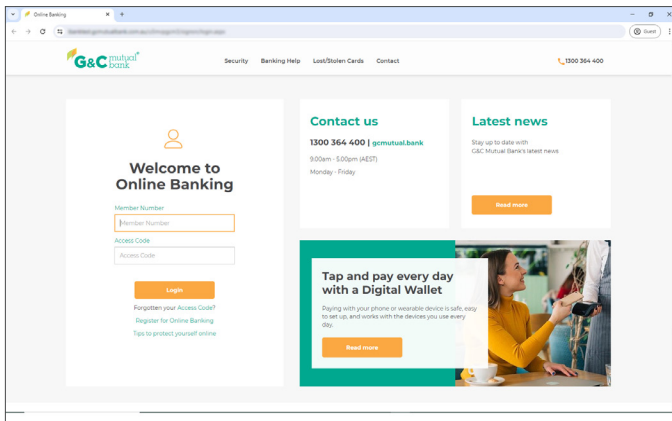 Online Banking
Guest
G&C mutual bank
Security Banking Help Lost/Stolen Cards Contact
1300 364 400
Welcome to
Online Banking
Member Number
Member Number
Access Code
Access Code
Login
Forgotten your Access Code?
Register for Online Banking
Tips to protect yourself online
Contact us
1300 364 400 | gcmutual.bank
9.00am - 5.00pm (AEST)
Monday - Friday
Latest news
Stay up to date with
G&C Mutual Bank's latest news
Read more
Tap and pay every day
with a Digital Wallet
Paying with your phone or wearable device is safe, easy
to set up, and works with the devices you use every
day.
Read more